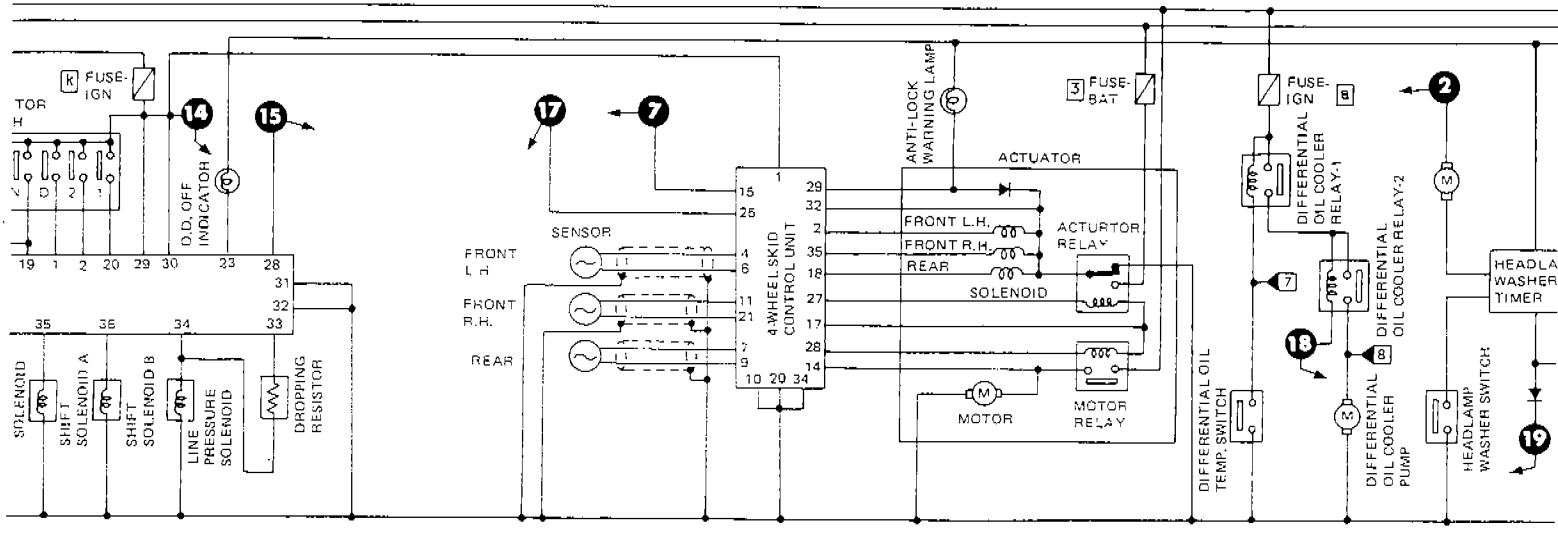 K
FUSE-
IGN
TOR
H
14
15
N
D
2
1
D.D. OFF
INDICATOR
19
1
2
20
29
30
23
28
31
32
35
36
34
33
SOLENOID
SHIFT
SOLENOID A
SHIFT
SOLENOID B
LINE
PRESSURE
SOLENOID
DROPPING
RESISTOR
17
7
SENSOR
FRONT
L.H
FRONT
R.H.
REAR
1
15
25
4
6
11
21
7
9
10
20
34
4-WHEEL SKID
CONTROL UNIT
29
32
2
35
18
27
17
28
14
ANTI-LOCK
WARNING LAMP
ACTUATOR
FRONT L.H.
FRONT R.H.
REAR
SOLENOID
ACTURTOR
RELAY
M
MOTOR
MOTOR
RELAY
3
FUSE-
BAT
FUSE-
IGN
8
DIFFERENTIAL
OIL COOLER
RELAY-1
7
DIFFERENTIAL
OIL COOLER RELAY-2
18
8
DIFFERENTIAL OIL
TEMP. SWITCH
M
DIFFERENTIAL
OIL COOLER
PUMP
2
M
HEADLA
WASHER
TIMER
HEADLAMP
WASHER SWITCH
19